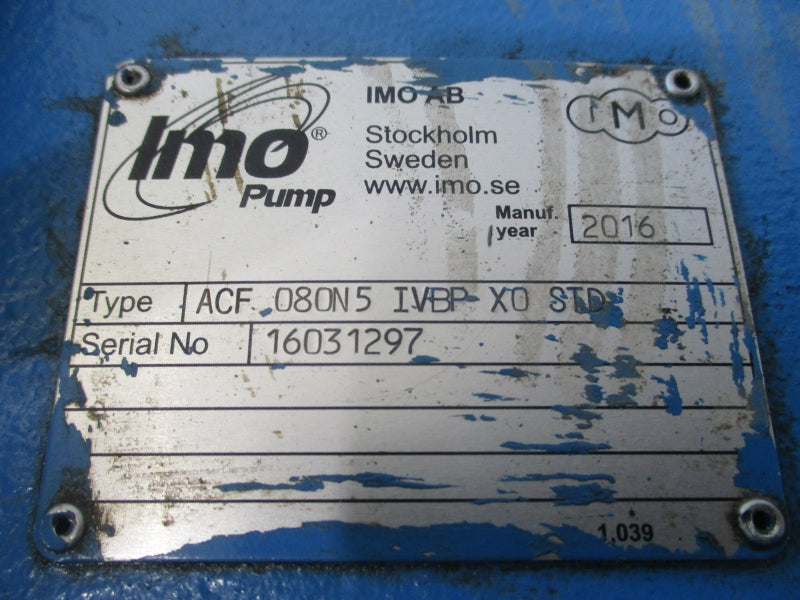 Imo®
Pump
IMO AB
Stockholm
Sweden
www.imo.se
IMO
Manuf.
year
2016
Type ACF 080N5 IVBP X0 STD
Serial No 16031297
1,039